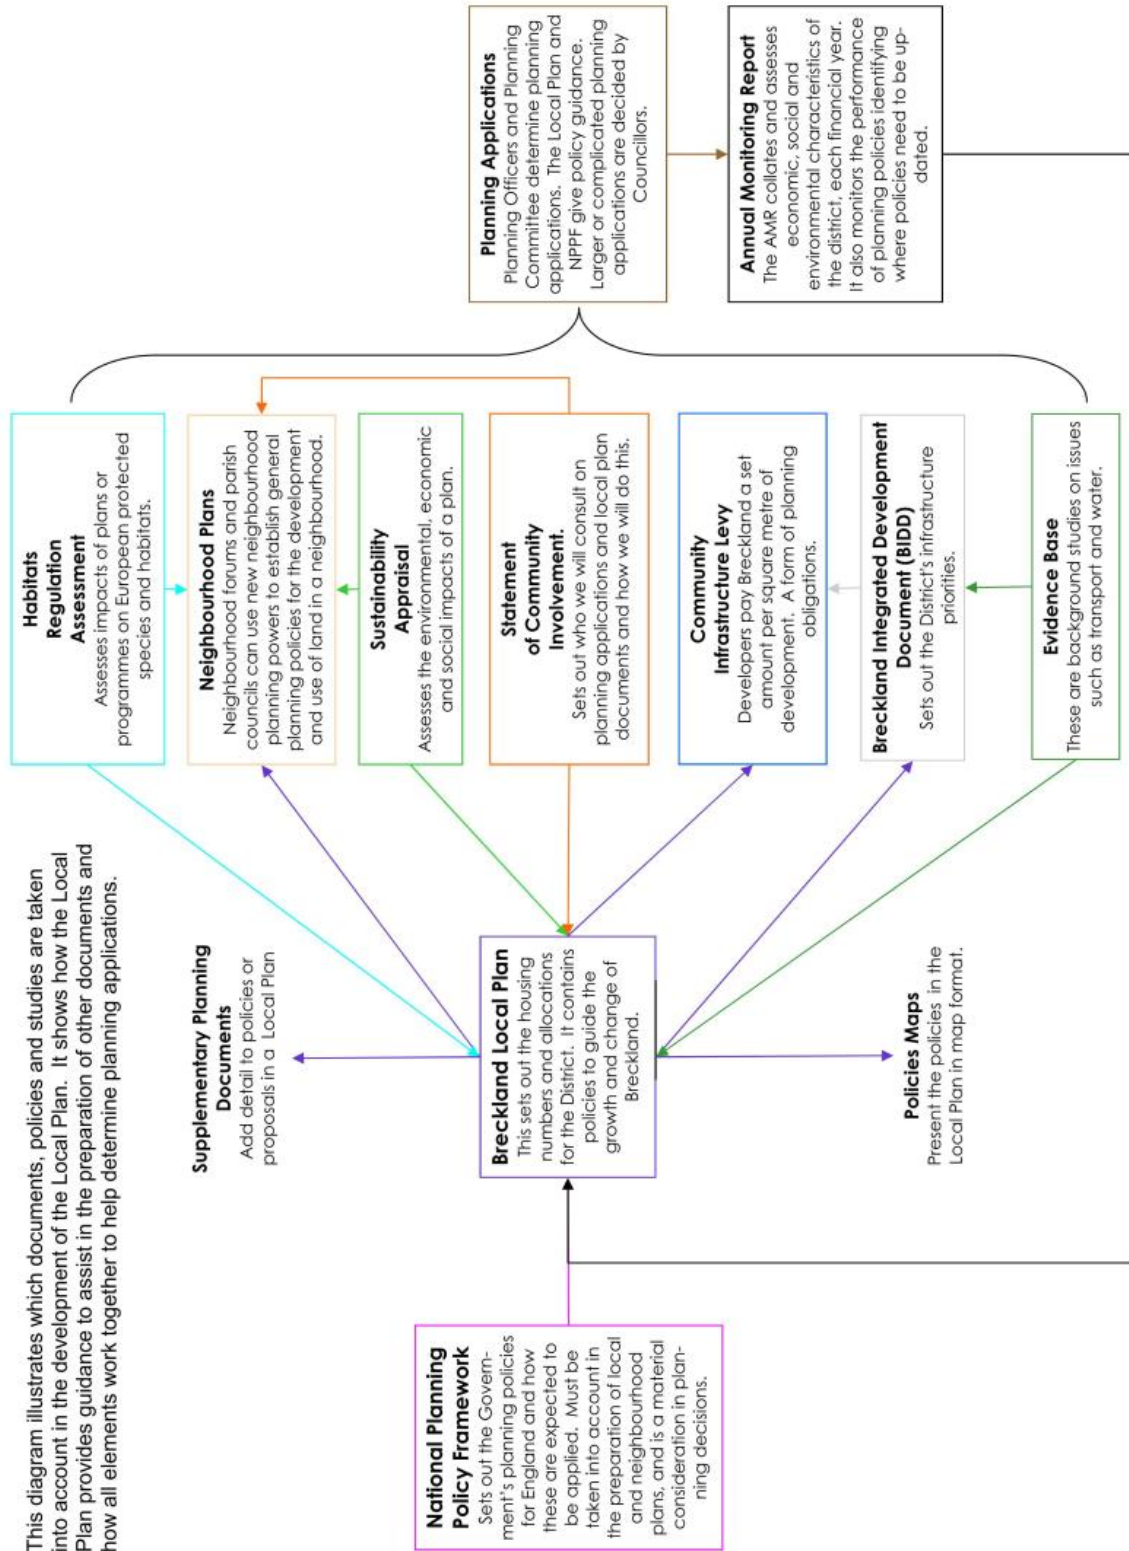 This diagram illustrates which documents, policies and studies are taken
into account in the development of the Local Plan.  It shows how the Local
Plan provides guidance to assist in the preparation of other documents and
how all elements work together to help determine planning applications.
National Planning
Policy Framework
Sets out the Govern-
ment's planning policies
for England and how
these are expected to
be applied.  Must be
taken into account in
the preparation of local
and neighbourhood
plans, and is a material
consideration in plan-
ning decisions.
Supplementary Planning
Documents
Add detail to policies or
proposals in a Local Plan
Breckland Local Plan
This sets out the housing
numbers and allocations
for the District.  It contains
policies to guide the
growth and change of
Breckland.
Policies Maps
Present the policies in the
Local Plan in map format.
Habitats
Regulation
Assessment
Assesses impacts of plans or
programmes on European protected
species and habitats.
Neighbourhood Plans
Neighbourhood forums and parish
councils can use new neighbourhood
planning powers to establish general
planning policies for the development
and use of land in a neighbourhood.
Sustainability
Appraisal
Assesses the environmental, economic
and social impacts of a plan.
Statement
of Community
Involvement.
Sets out who we will consult on
planning applications and local plan
documents and how we will do this.
Community
Infrastructure Levy
Developers pay Breckland a set
amount per square metre of
development.  A form of planning
obligations.
Breckland Integrated Development
Document (BIDD)
Sets out the District's infrastructure
priorities.
Evidence Base
These are background studies on issues
such as transport and water.
Planning Applications
Planning Officers and Planning
Committee determine planning
applications.  The Local Plan and
NPPF give policy guidance.
Larger or complicated planning
applications are decided by
Councillors.
Annual Monitoring Report
The AMR collates and assesses
economic, social and
environmental characteristics of
the district, each financial year.
It also monitors the performance
of planning policies identifying
where policies need to be up-
dated.